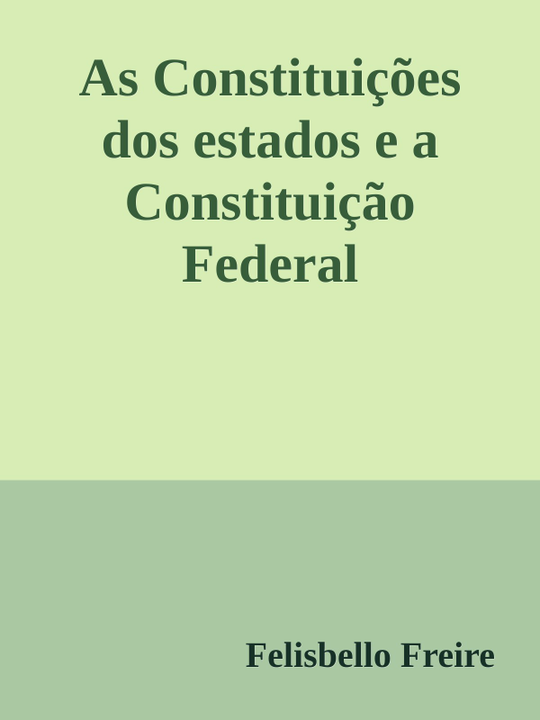 As Constituições
dos estados e a
Constituição
Federal
Felisbello Freire